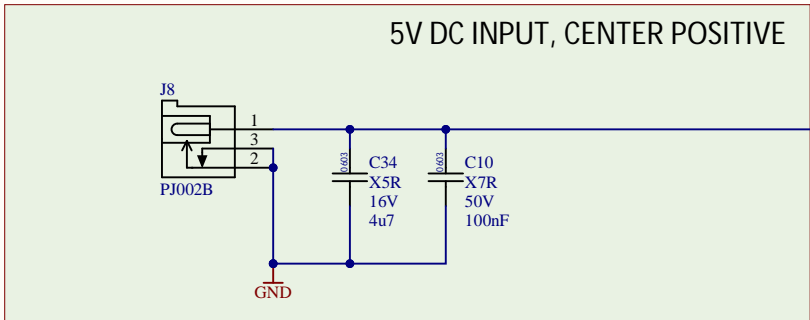 5V DC INPUT, CENTER POSITIVE
J8
1
3
2
PJ002B
0603
C34
X5R
16V
4u7
0603
C10
X7R
50V
100nF
GND